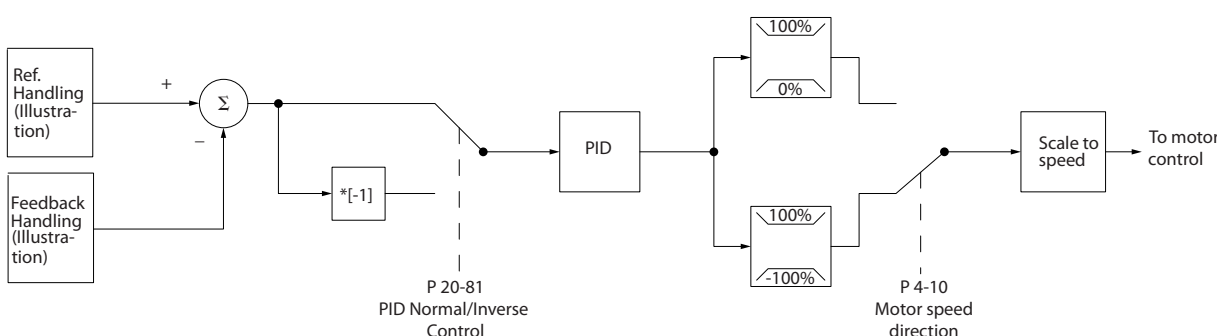 Ref.
Handling
(Illustra-
tion)
+
Σ
−
Feedback
Handling
(Illustra-
tion)
*[-1]
P 20-81
PID Normal/Inverse
Control
PID
100%
0%
100%
-100%
P 4-10
Motor speed
direction
Scale to
speed
To motor
control